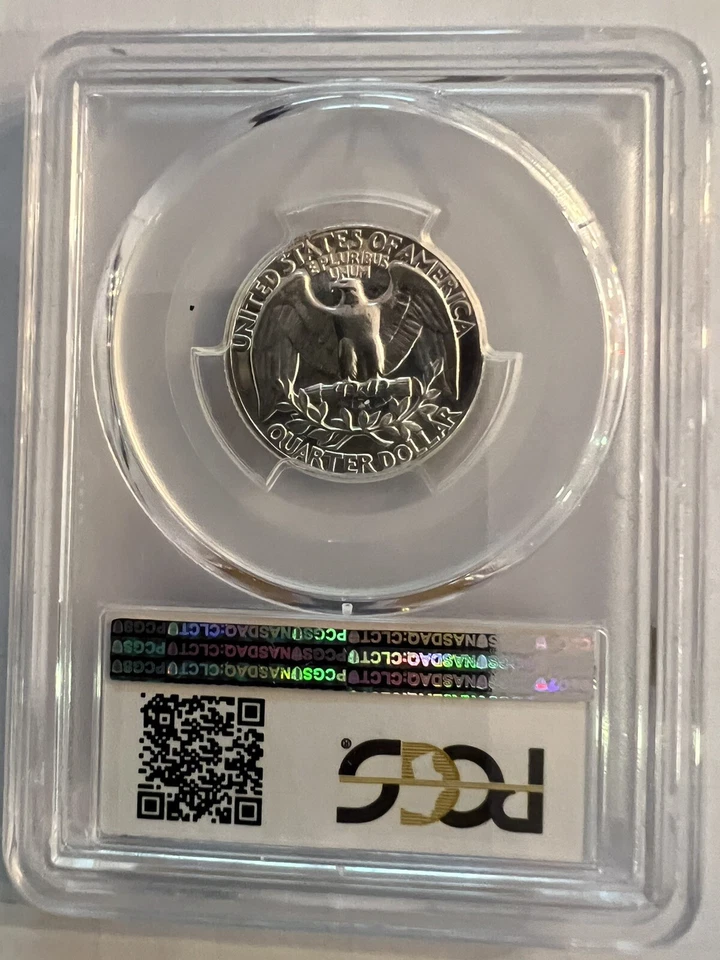 UNITED STATES OF AMERICA
E PLURIBUS
UNUM
QUARTER DOLLAR
PCGS NASDAQ:CLCT PCGS NASDAQ:CLCT PCGS
PCGS NASDAQ:CLCT PCGS NASDAQ:CLCT PCGS
PCGS NASDAQ:CLCT PCGS NASDAQ:CLCT PCGS
PCGS®